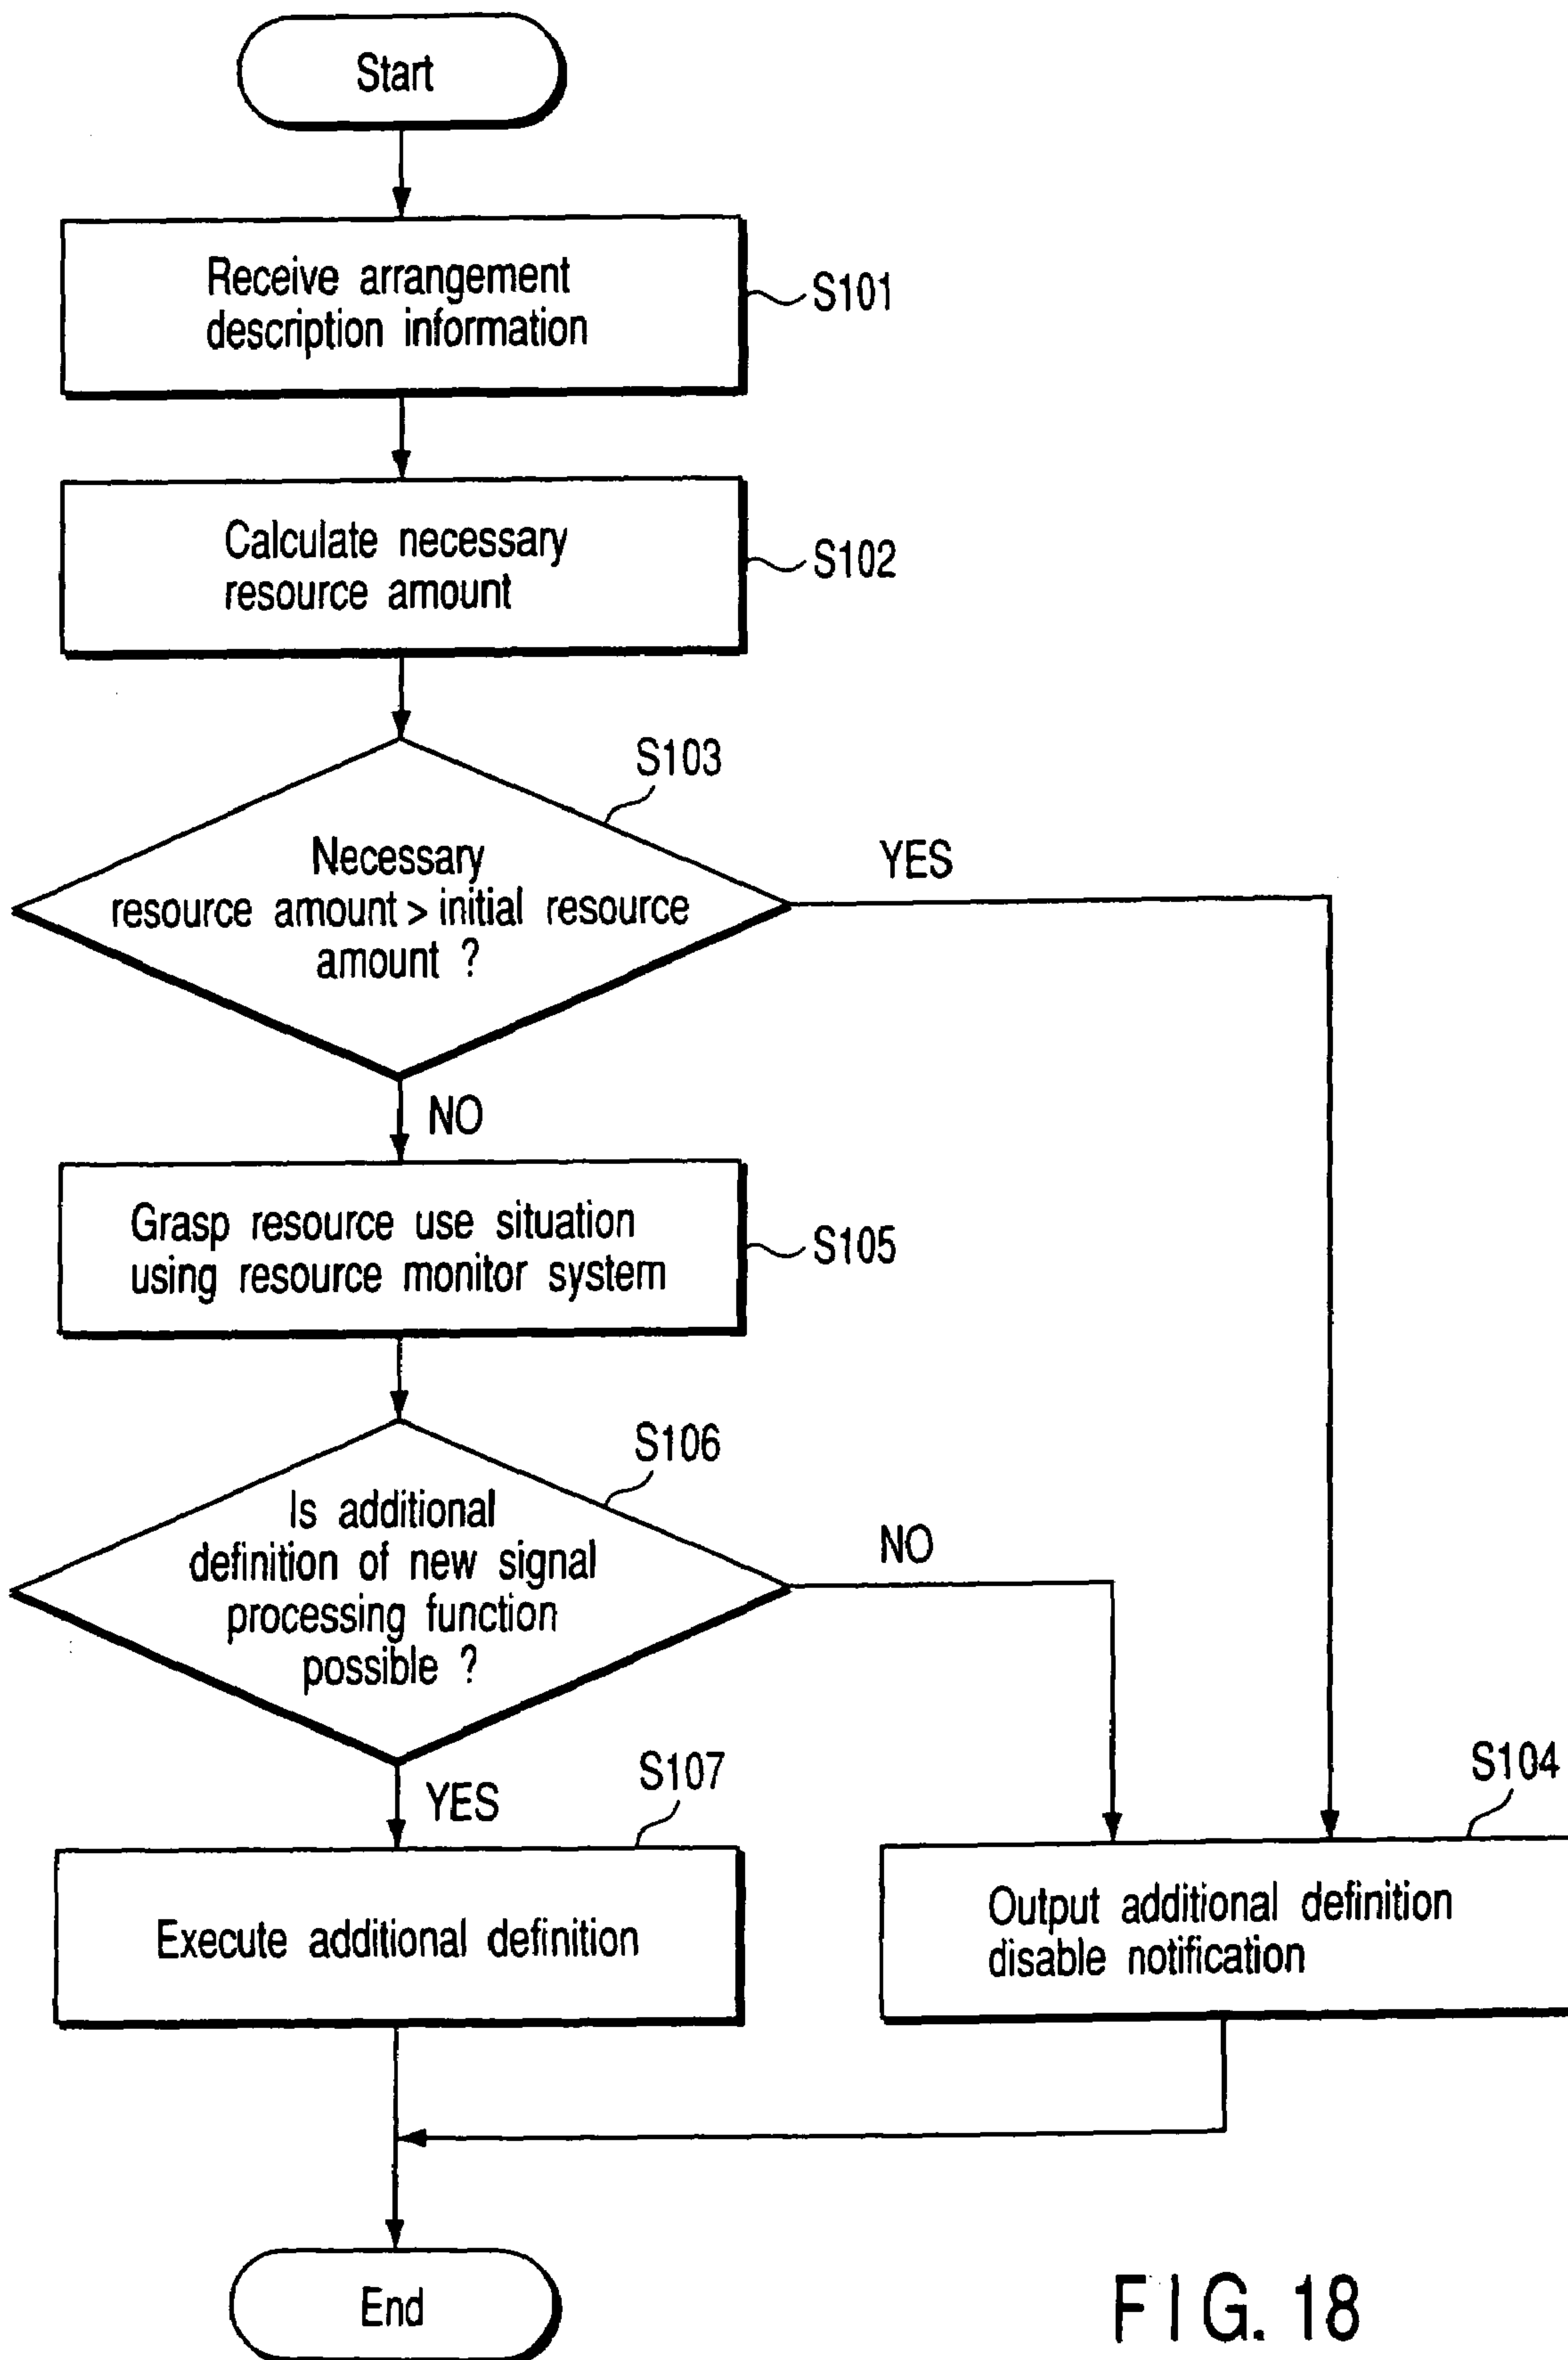 Start
Receive arrangement
description information
S101
Calculate necessary
resource amount
S102
S103
Necessary
resource amount > initial resource
amount ?
YES
NO
Grasp resource use situation
using resource monitor system
S105
S106
Is additional
definition of new signal
processing function
possible ?
NO
YES
S107
Execute additional definition
S104
Output additional definition
disable notification
End
FIG. 18